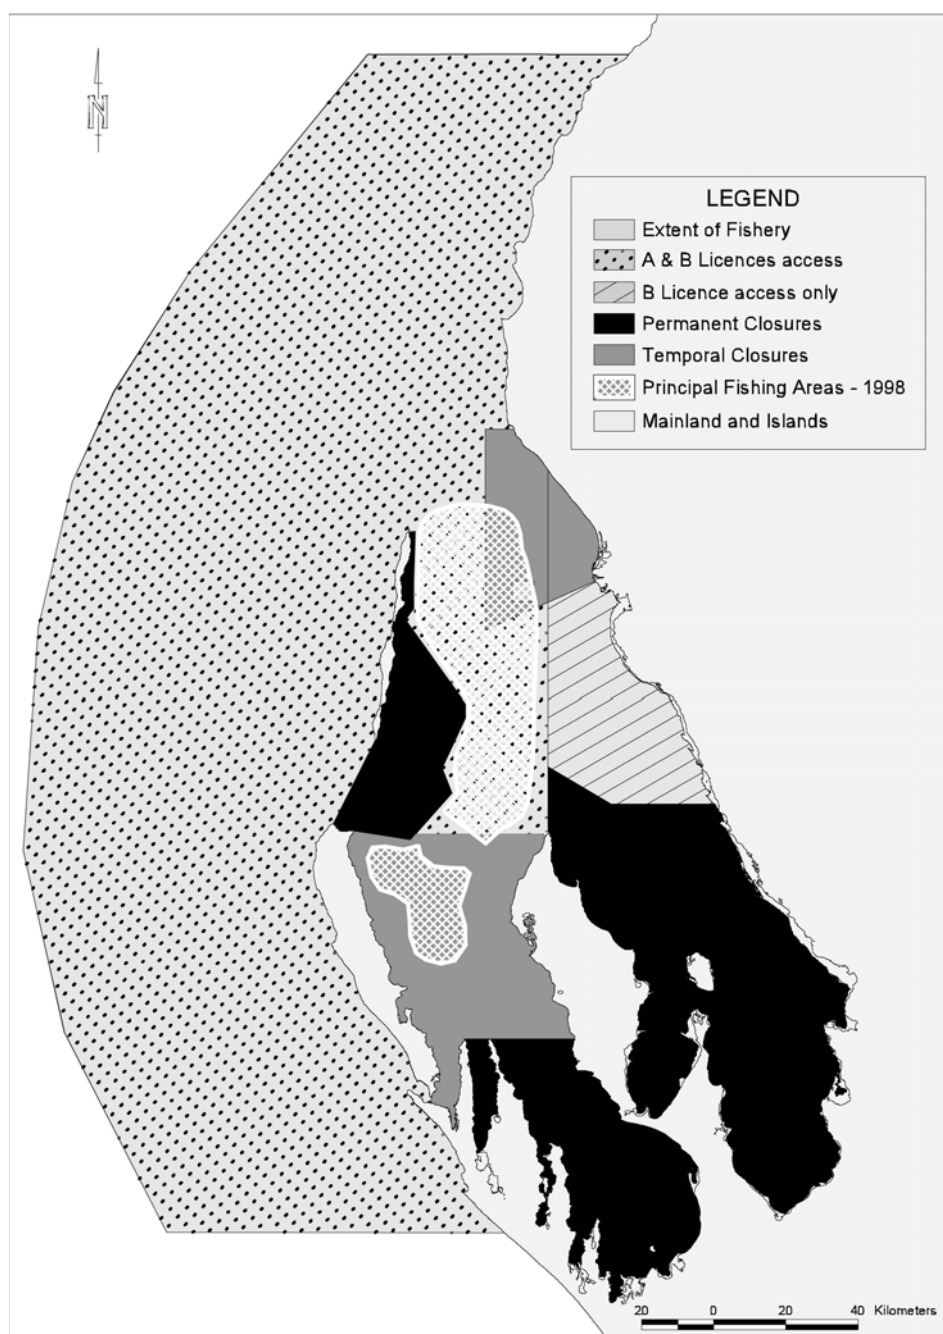 N
LEGEND
Extent of Fishery
A & B Licences access
B Licence access only
Permanent Closures
Temporal Closures
Principal Fishing Areas - 1998
Mainland and Islands
20 0 20 40 Kilometers